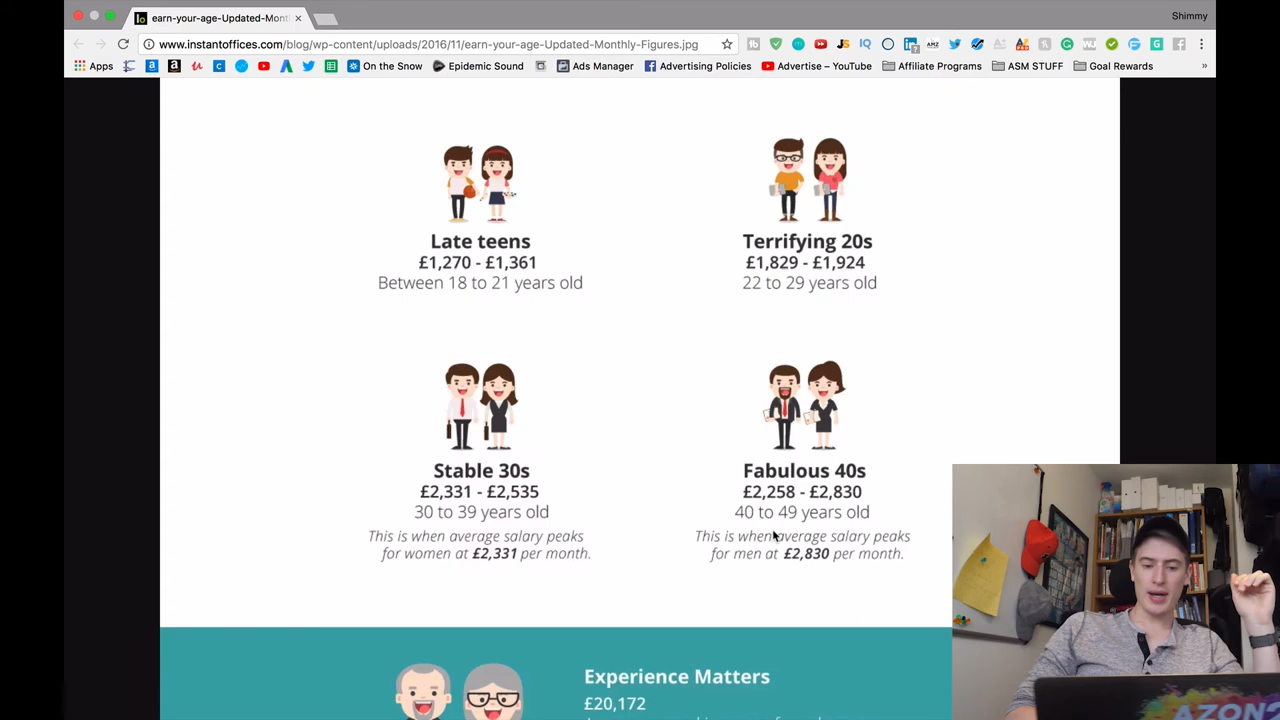 earn-your-age-Updated-Mont
Shimmy
www.instantoffices.com/blog/wp-content/uploads/2016/11/earn-your-age-Updated-Monthly-Figures.jpg
Apps On the Snow Epidemic Sound Ads Manager Advertising Policies Advertise – YouTube Affiliate Programs ASM STUFF Goal Rewards »
Late teens
£1,270 - £1,361
Between 18 to 21 years old
Terrifying 20s
£1,829 - £1,924
22 to 29 years old
Stable 30s
£2,331 - £2,535
30 to 39 years old
This is when average salary peaks
for women at £2,331 per month.
Fabulous 40s
£2,258 - £2,830
40 to 49 years old
This is when average salary peaks
for men at £2,830 per month.
Experience Matters
£20,172
AZON